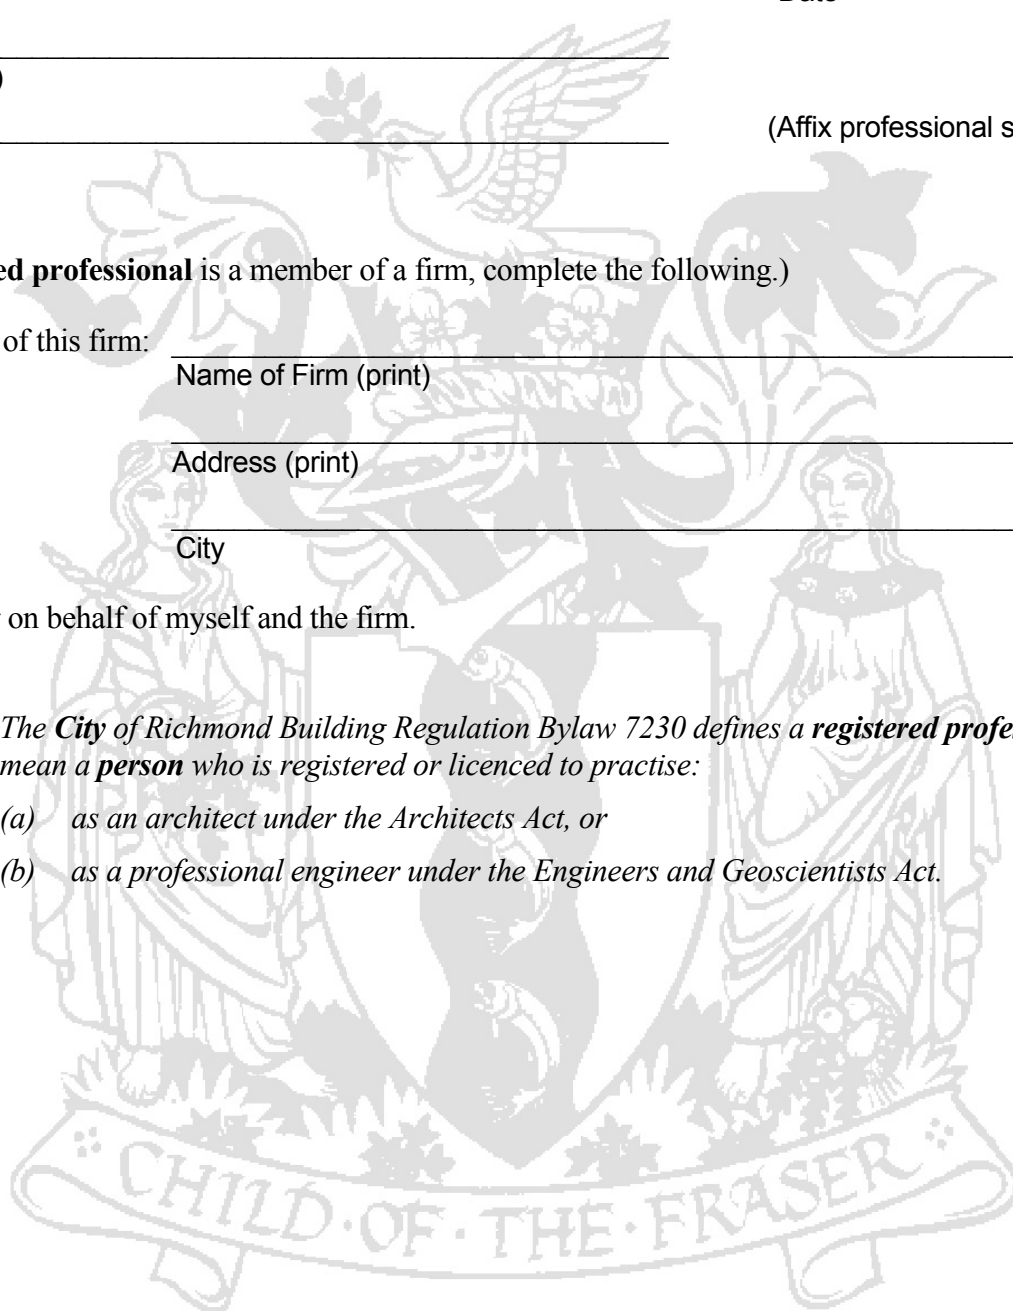 )
(Affix professional s
ed professional is a member of a firm, complete the following.)
of this firm:
Name of Firm (print)
Address (print)
City
on behalf of myself and the firm.
The City of Richmond Building Regulation Bylaw 7230 defines a registered profe
mean a person who is registered or licenced to practise:
(a) as an architect under the Architects Act, or
(b) as a professional engineer under the Engineers and Geoscientists Act.
CHILD·OF·THE·FRASER